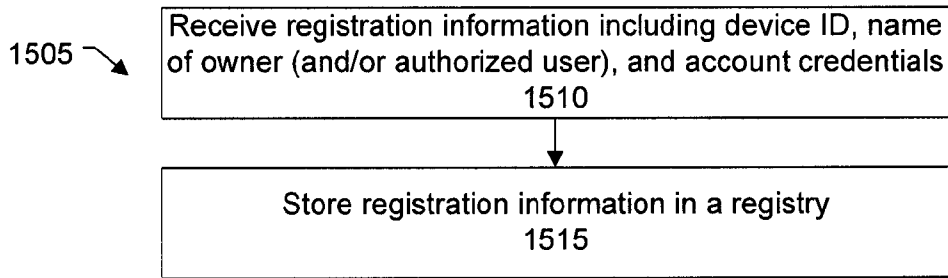 1505
Receive registration information including device ID, name
of owner (and/or authorized user), and account credentials
1510
Store registration information in a registry
1515